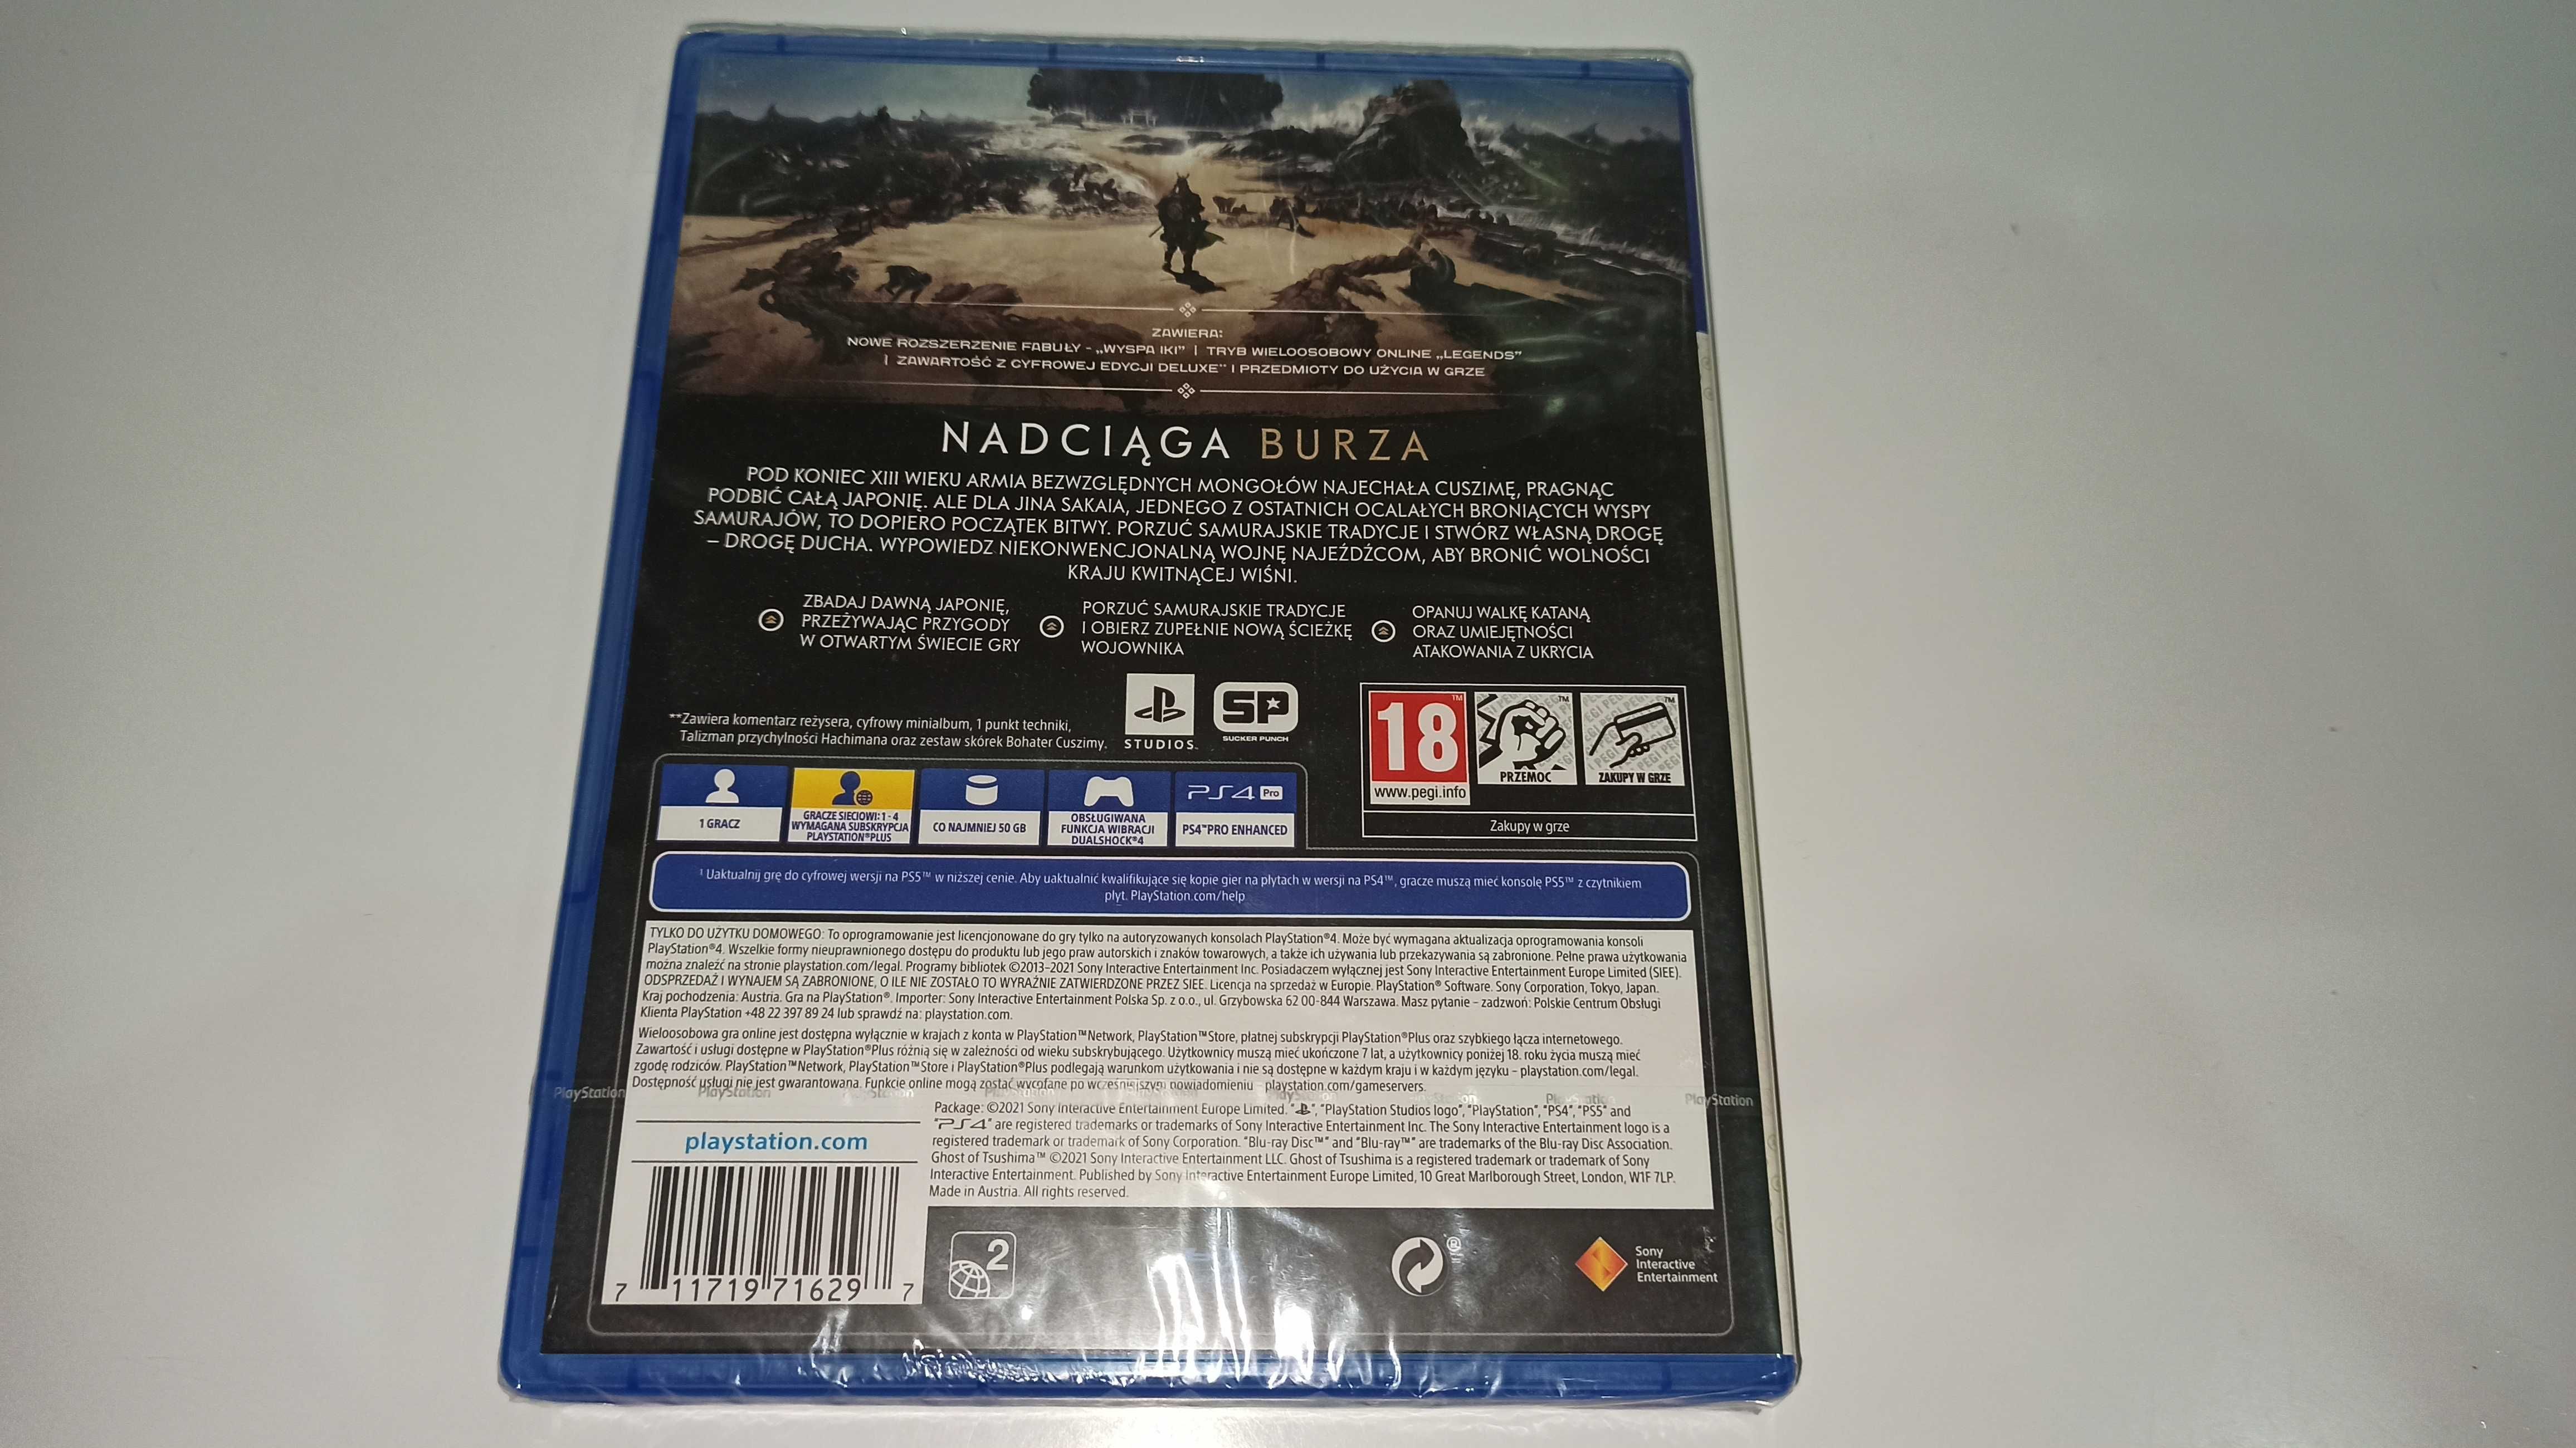 ZAWIERA:
NOWE ROZSZERZENIE FABUŁY - „WYSPA IKI” | TRYB WIELOOSOBOWY ONLINE „LEGENDS”
| ZAWARTOŚĆ Z CYFROWEJ EDYCJI DELUXE** I PRZEDMIOTY DO UŻYCIA W GRZE
NADCIĄGA BURZA
POD KONIEC XIII WIEKU ARMIA BEZWZGLĘDNYCH MONGOŁÓW NAJECHAŁA CUSZIMĘ, PRAGNĄC
PODBIĆ CAŁĄ JAPONIĘ. ALE DLA JINA SAKAIA, JEDNEGO Z OSTATNICH OCALAŁYCH BRONIĄCYCH WYSPY
SAMURAJÓW, TO DOPIERO POCZĄTEK BITWY. PORZUĆ SAMURAJSKIE TRADYCJE I STWÓRZ WŁASNĄ DROGĘ
– DROGĘ DUCHA. WYPOWIEDZ NIEKONWENCJONALNĄ WOJNĘ NAJEŹDŹCOM, ABY BRONIĆ WOLNOŚCI
KRAJU KWITNĄCEJ WIŚNI.
ZBADAJ DAWNĄ JAPONIĘ,
PRZEŻYWAJĄC PRZYGODY
W OTWARTYM ŚWIECIE GRY
PORZUĆ SAMURAJSKIE TRADYCJE
I OBIERZ ZUPEŁNIE NOWĄ ŚCIEŻKĘ
WOJOWNIKA
OPANUJ WALKĘ KATANĄ
ORAZ UMIEJĘTNOŚCI
ATAKOWANIA Z UKRYCIA
**Zawiera komentarz reżysera, cyfrowy minialbum, 1 punkt techniki,
Talizman przychylności Hachimana oraz zestaw skórek Bohater Cuszimy.
STUDIOS™
SP
SUCKER PUNCH
18
www.pegi.info
PRZEMOC
ZAKUPY W GRZE
Zakupy w grze
1 GRACZ
GRACZE SIECIOWI: 1 - 4
WYMAGANA SUBSKRYPCJA
PLAYSTATION®PLUS
CO NAJMNIEJ 50 GB
OBSŁUGIWANA
FUNKCJA WIBRACJI
DUALSHOCK®4
PS4 Pro
PS4™PRO ENHANCED
¹ Uaktualnij grę do cyfrowej wersji na PS5™ w niższej cenie. Aby uaktualnić kwalifikujące się kopie gier na płytach w wersji na PS4™, gracze muszą mieć konsolę PS5™ z czytnikiem
płyt. PlayStation.com/help
TYLKO DO UŻYTKU DOMOWEGO: To oprogramowanie jest licencjonowane do gry tylko na autoryzowanych konsolach PlayStation®4. Może być wymagana aktualizacja oprogramowania konsoli
PlayStation®4. Wszelkie formy nieuprawnionego dostępu do produktu lub jego praw autorskich i znaków towarowych, a także ich używania lub przekazywania są zabronione. Pełne prawa użytkowania
można znaleźć na stronie playstation.com/legal. Programy bibliotek ©2013-2021 Sony Interactive Entertainment Inc. Posiadaczem wyłącznej jest Sony Interactive Entertainment Europe Limited (SIEE).
ODSPRZEDAŻ I WYNAJEM SĄ ZABRONIONE, O ILE NIE ZOSTAŁO TO WYRAŹNIE ZATWIERDZONE PRZEZ SIEE. Licencja na sprzedaż w Europie. PlayStation® Software. Sony Corporation, Tokyo, Japan.
Kraj pochodzenia: Austria. Gra na PlayStation®. Importer: Sony Interactive Entertainment Polska Sp. z o.o., ul. Grzybowska 62 00-844 Warszawa. Masz pytanie – zadzwoń: Polskie Centrum Obsługi
Klienta PlayStation +48 22 397 89 24 lub sprawdź na: playstation.com.
Wieloosobowa gra online jest dostępna wyłącznie w krajach z konta w PlayStation™Network, PlayStation™Store, płatnej subskrypcji PlayStation®Plus oraz szybkiego łącza internetowego.
Zawartość i usługi dostępne w PlayStation®Plus różnią się w zależności od wieku subskrybującego. Użytkownicy muszą mieć ukończone 7 lat, a użytkownicy poniżej 18. roku życia muszą mieć
zgodę rodziców. PlayStation™Network, PlayStation™Store i PlayStation®Plus podlegają warunkom użytkowania i nie są dostępne w każdym kraju i w każdym języku – playstation.com/legal.
Dostępność usługi nie jest gwarantowana. Funkcje online mogą zostać wycofane po wcześniejszym powiadomieniu – playstation.com/gameservers.
PlayStation PlayStation PlayStation PlayStation PlayStation PlayStation PlayStation PlayStation PlayStation
Package: ©2021 Sony Interactive Entertainment Europe Limited. " ", "PlayStation Studios logo", "PlayStation", "PS4", "PS5" and
"PS4" are registered trademarks or trademarks of Sony Interactive Entertainment Inc. The Sony Interactive Entertainment logo is a
registered trademark or trademark of Sony Corporation. "Blu-ray Disc™" and "Blu-ray™" are trademarks of the Blu-ray Disc Association.
Ghost of Tsushima™ ©2021 Sony Interactive Entertainment LLC. Ghost of Tsushima is a registered trademark or trademark of Sony
Interactive Entertainment. Published by Sony Interactive Entertainment Europe Limited, 10 Great Marlborough Street, London, W1F 7LP.
Made in Austria. All rights reserved.
playstation.com
7 11719 71629 7
2
Sony
Interactive
Entertainment